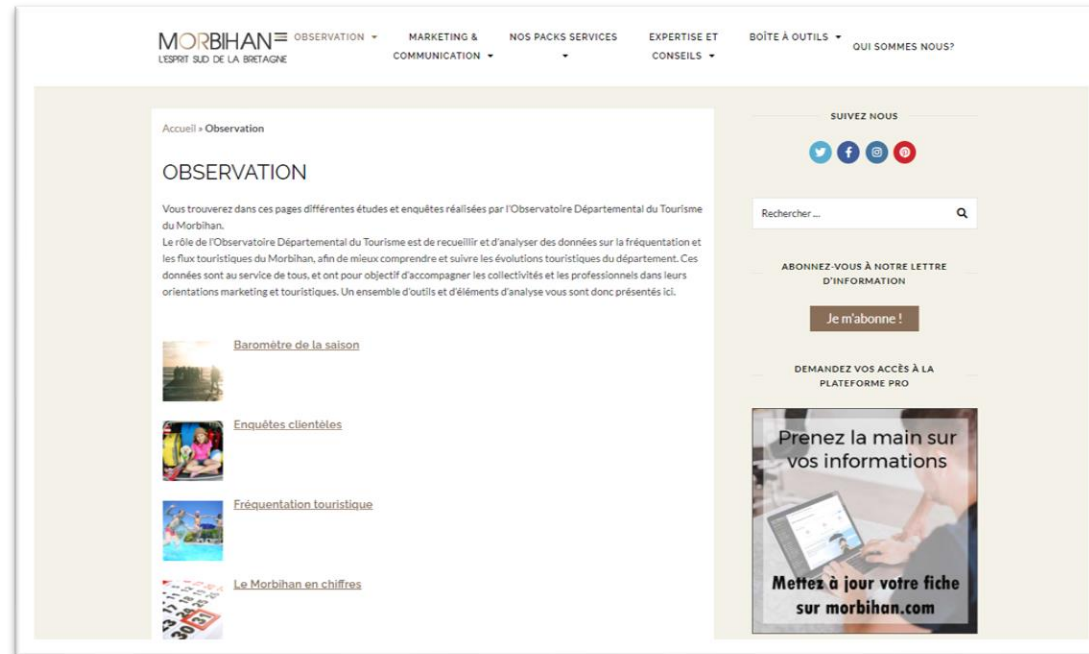 MORBIHAN
L'ESPRIT SUD DE LA BRETAGNE
OBSERVATION
MARKETING &
COMMUNICATION
NOS PACKS SERVICES
EXPERTISE ET
CONSEILS
BOÎTE À OUTILS
QUI SOMMES NOUS?
Accueil » Observation
OBSERVATION
Vous trouverez dans ces pages différentes études et enquêtes réalisées par l'Observatoire Départemental du Tourisme
du Morbihan.
Le rôle de l'Observatoire Départemental du Tourisme est de recueillir et d'analyser des données sur la fréquentation et
les flux touristiques du Morbihan, afin de mieux comprendre et suivre les évolutions touristiques du département. Ces
données sont au service de tous, et ont pour objectif d'accompagner les collectivités et les professionnels dans leurs
orientations marketing et touristiques. Un ensemble d'outils et d'éléments d'analyse vous sont donc présentés ici.
Baromètre de la saison
Enquêtes clientèles
Fréquentation touristique
Le Morbihan en chiffres
SUIVEZ NOUS
Rechercher ...
ABONNEZ-VOUS À NOTRE LETTRE
D'INFORMATION
Je m'abonne !
DEMANDEZ VOS ACCÈS À LA
PLATEFORME PRO
Prenez la main sur
vos informations
Mettez à jour votre fiche
sur morbihan.com